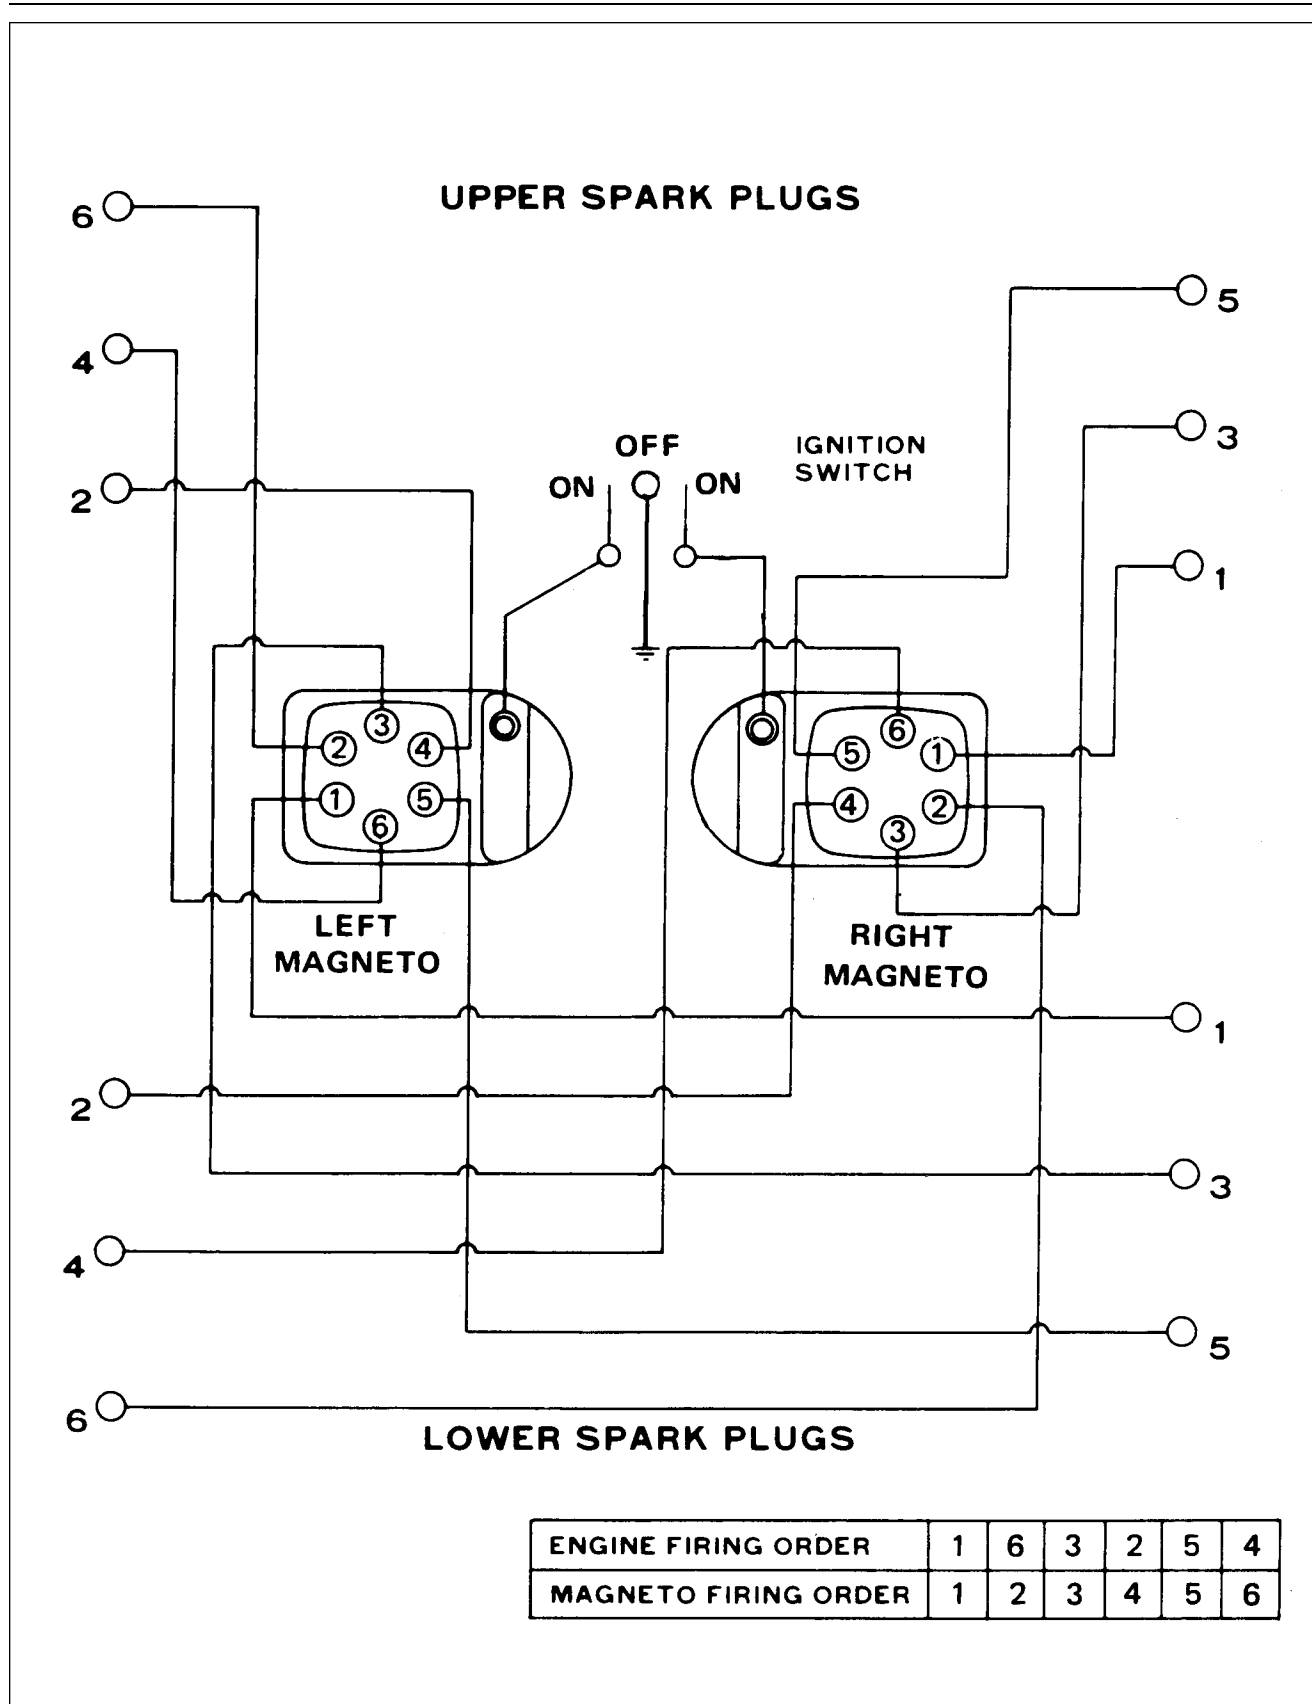 UPPER SPARK PLUGS
6
5
4
3
OFF
IGNITION
SWITCH
ON
ON
2
1
3
2
4
1
5
6
6
5
1
4
2
3
LEFT
MAGNETO
RIGHT
MAGNETO
1
2
3
4
5
6
LOWER SPARK PLUGS
ENGINE FIRING ORDER 1 6 3 2 5 4
MAGNETO FIRING ORDER 1 2 3 4 5 6